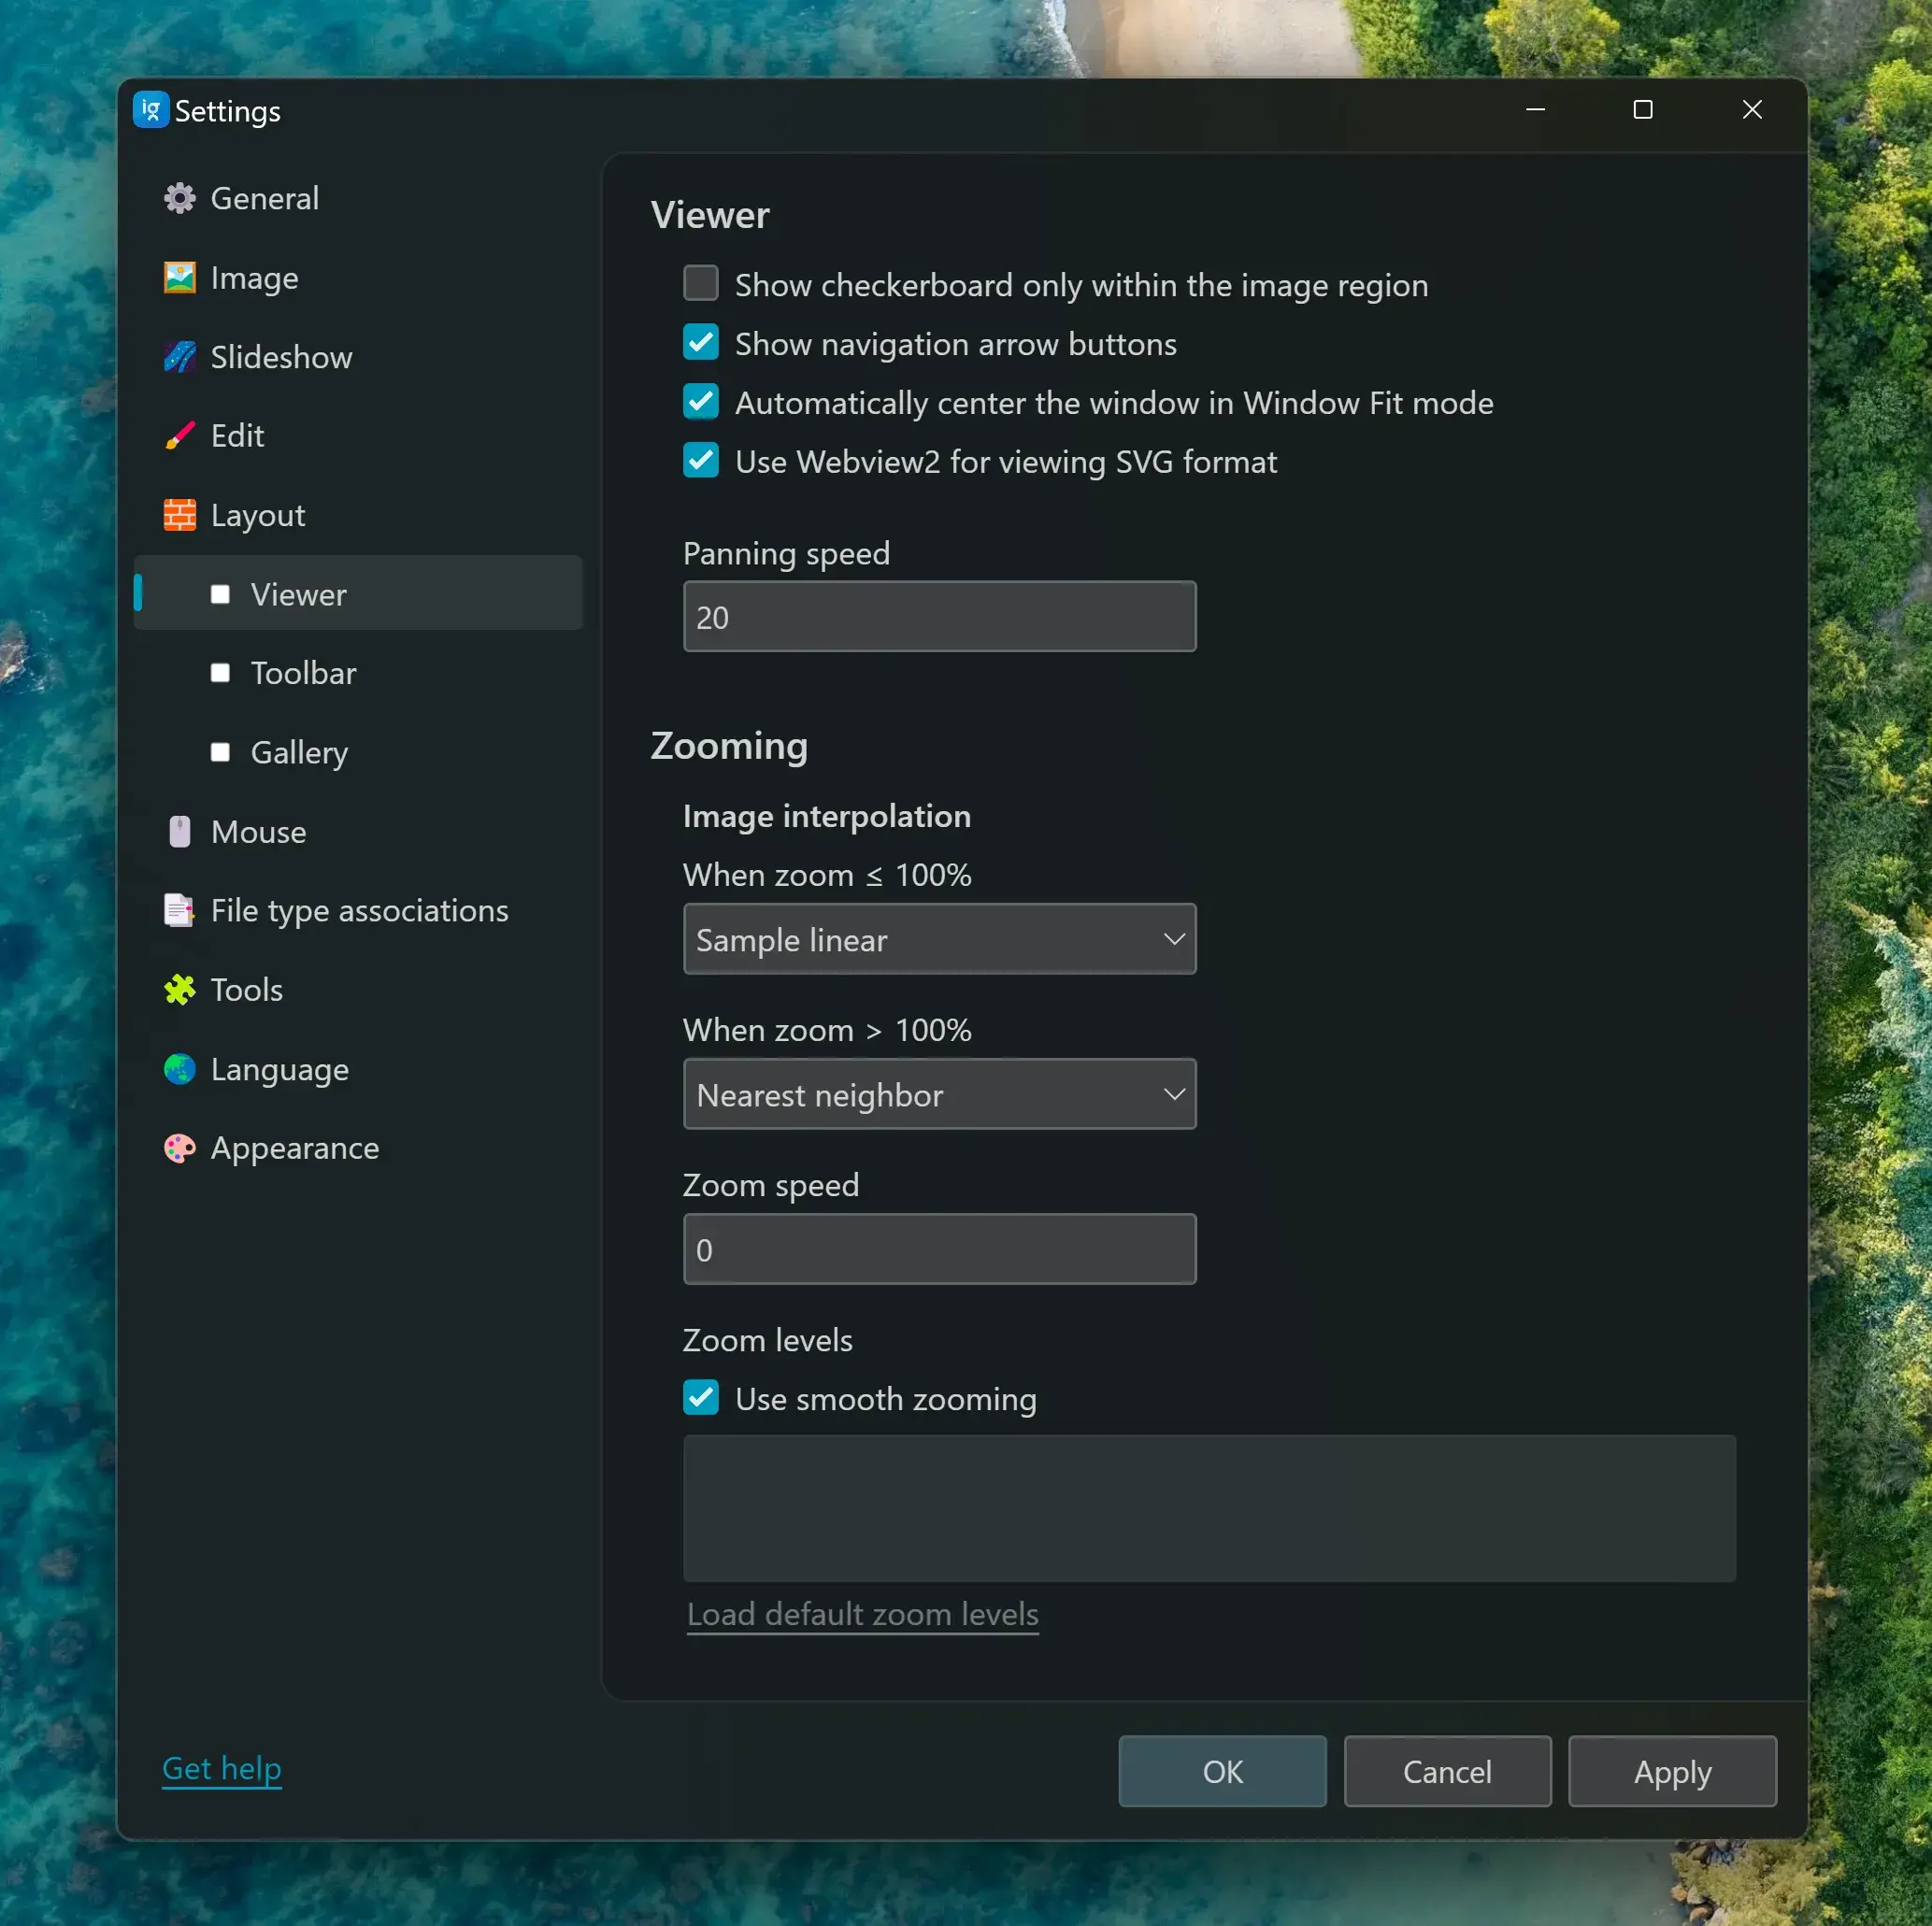 ig Settings
General
Image
Slideshow
Edit
Layout
Viewer
Toolbar
Gallery
Mouse
File type associations
Tools
Language
Appearance
Get help
Viewer
Show checkerboard only within the image region
Show navigation arrow buttons
Automatically center the window in Window Fit mode
Use Webview2 for viewing SVG format
Panning speed
20
Zooming
Image interpolation
When zoom ≤ 100%
Sample linear
When zoom > 100%
Nearest neighbor
Zoom speed
0
Zoom levels
Use smooth zooming
Load default zoom levels
OK Cancel Apply